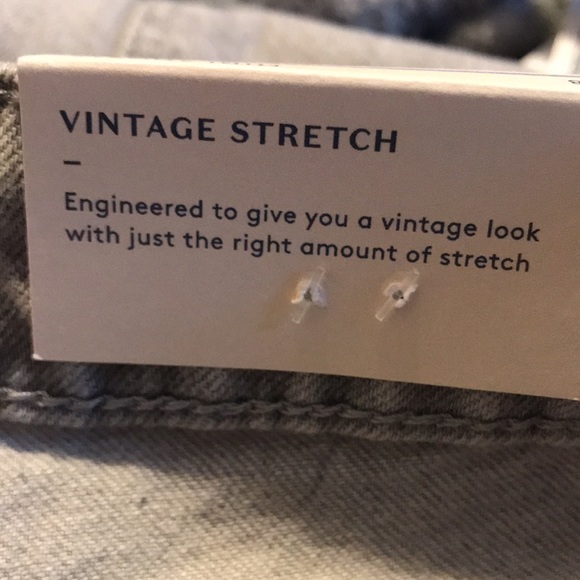 VINTAGE STRETCH
–
Engineered to give you a vintage look
with just the right amount of stretch